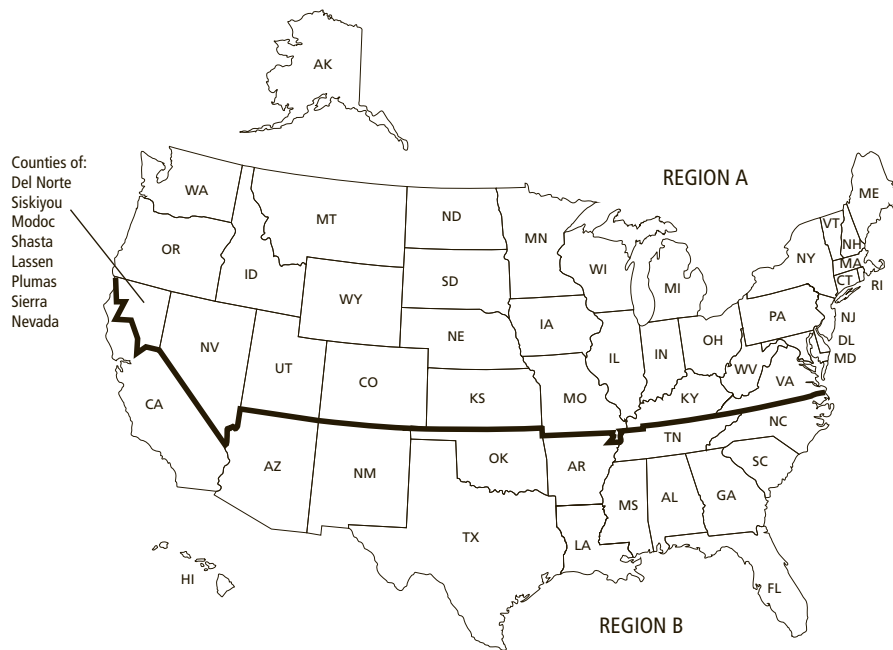 AK
Counties of:
Del Norte
Siskiyou
Modoc
Shasta
Lassen
Plumas
Sierra
Nevada
REGION A
WA
MT
ND
MN
ME
VT
NH
OR
ID
SD
WI
MI
NY
MA
CT
RI
WY
NE
IA
PA
NJ
NV
UT
CO
KS
IL
IN
OH
DL
MD
WV
MO
KY
VA
CA
AZ
NM
OK
AR
TN
NC
SC
TX
LA
MS
AL
GA
HI
FL
REGION B